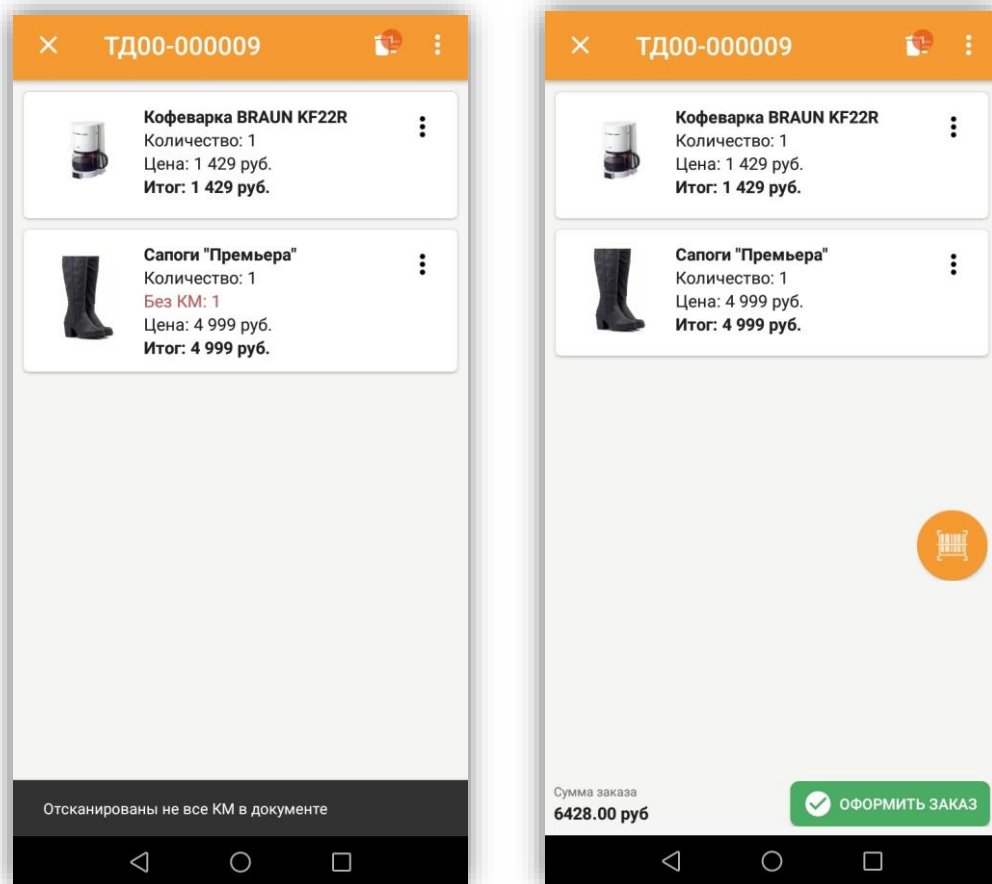 ТД00-000009
Кофеварка BRAUN KF22R
Количество: 1
Цена: 1 429 руб.
Итог: 1 429 руб.
Сапоги "Премьера"
Количество: 1
Без КМ: 1
Цена: 4 999 руб.
Итог: 4 999 руб.
Отсканированы не все КМ в документе
ТД00-000009
Кофеварка BRAUN KF22R
Количество: 1
Цена: 1 429 руб.
Итог: 1 429 руб.
Сапоги "Премьера"
Количество: 1
Цена: 4 999 руб.
Итог: 4 999 руб.
Сумма заказа
6428.00 руб
ОФОРМИТЬ ЗАКАЗ